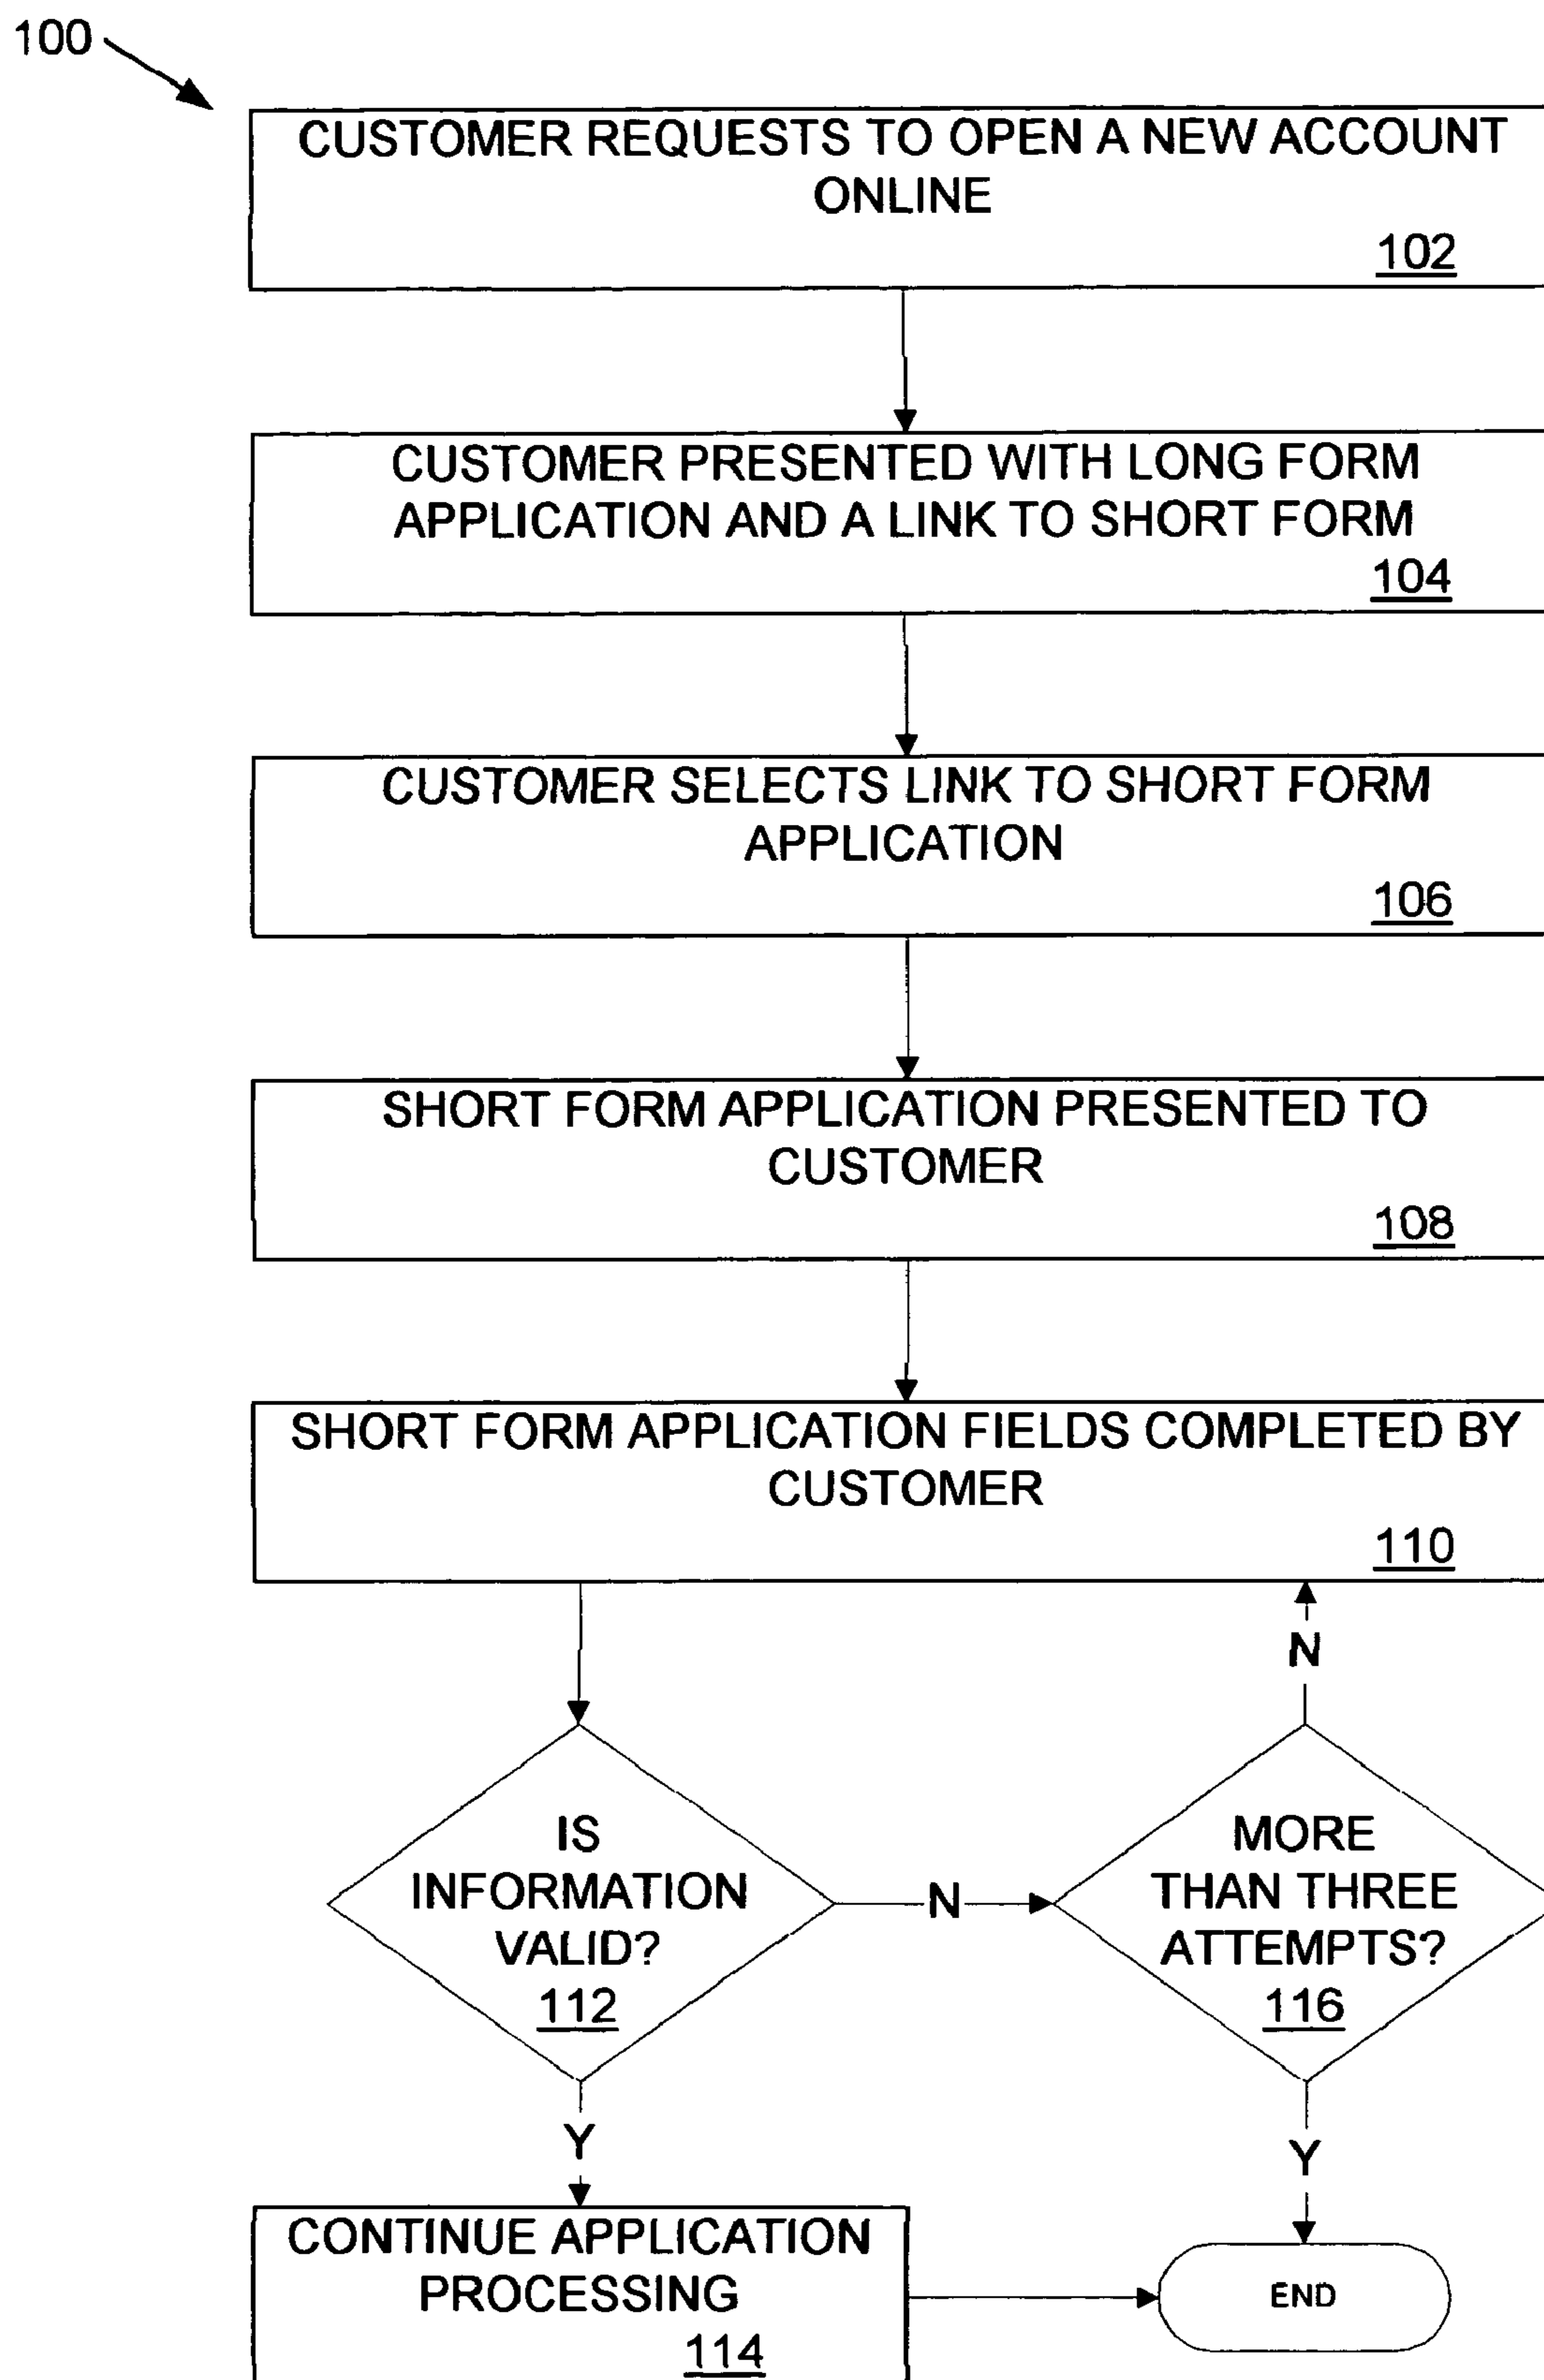 100
CUSTOMER REQUESTS TO OPEN A NEW ACCOUNT
ONLINE
102
CUSTOMER PRESENTED WITH LONG FORM
APPLICATION AND A LINK TO SHORT FORM
104
CUSTOMER SELECTS LINK TO SHORT FORM
APPLICATION
106
SHORT FORM APPLICATION PRESENTED TO
CUSTOMER
108
SHORT FORM APPLICATION FIELDS COMPLETED BY
CUSTOMER
110
N
IS
INFORMATION
VALID?
112
N
MORE
THAN THREE
ATTEMPTS?
116
Y
Y
CONTINUE APPLICATION
PROCESSING
114
END